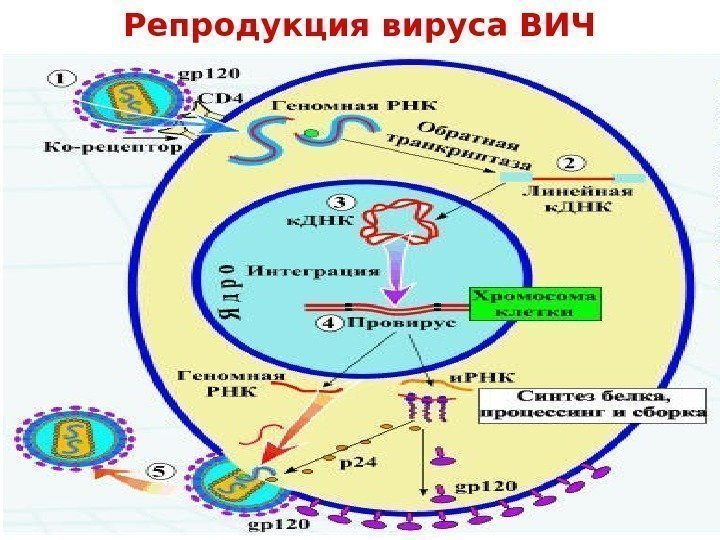 Репродукция вируса ВИЧ
1
gp120
CD4
Ко-рецептор
Геномная РНК
Обратная
транкриптаза
2
Линейная
кДНК
3
кДНК
Интеграция
Ядро
Хромосома
клетки
4 Провирус
Геномная
РНК
иРНК
Синтез белка,
процессинг и сборка
p24
5
gp120
gp120